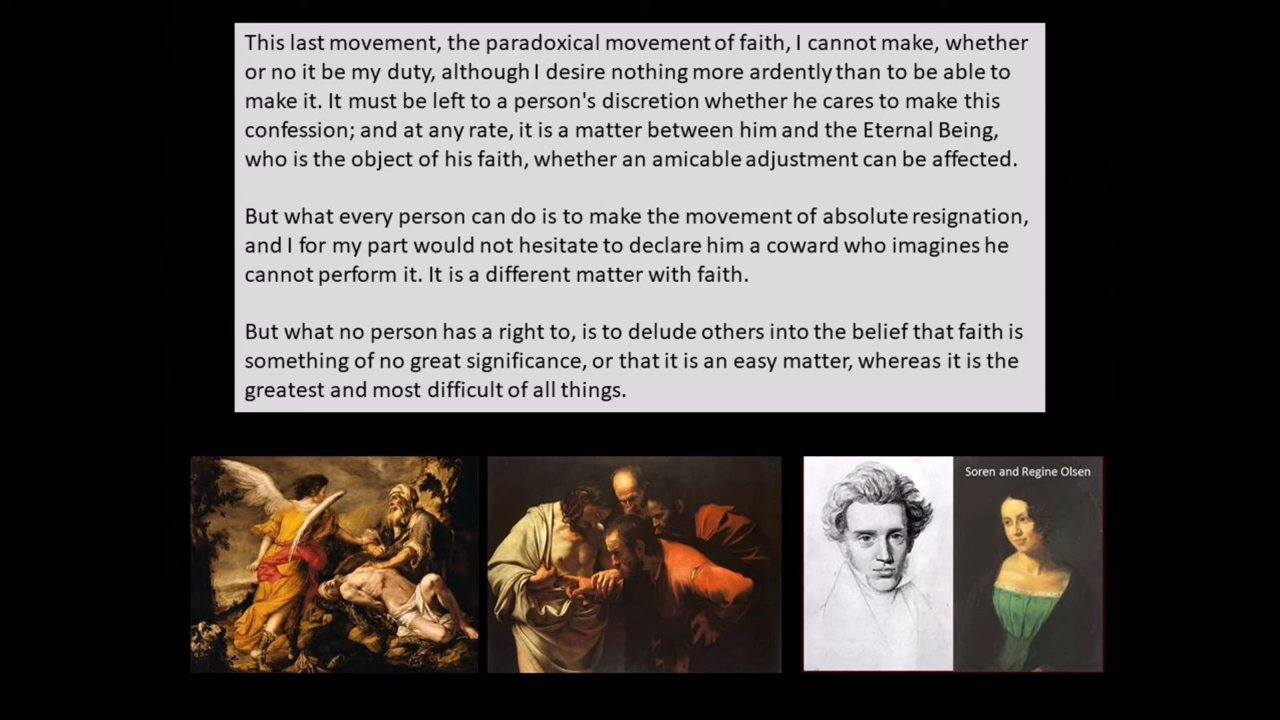 This last movement, the paradoxical movement of faith, I cannot make, whether
or no it be my duty, although I desire nothing more ardently than to be able to
make it. It must be left to a person's discretion whether he cares to make this
confession; and at any rate, it is a matter between him and the Eternal Being,
who is the object of his faith, whether an amicable adjustment can be affected.
But what every person can do is to make the movement of absolute resignation,
and I for my part would not hesitate to declare him a coward who imagines he
cannot perform it. It is a different matter with faith.
But what no person has a right to, is to delude others into the belief that faith is
something of no great significance, or that it is an easy matter, whereas it is the
greatest and most difficult of all things.
Soren and Regine Olsen